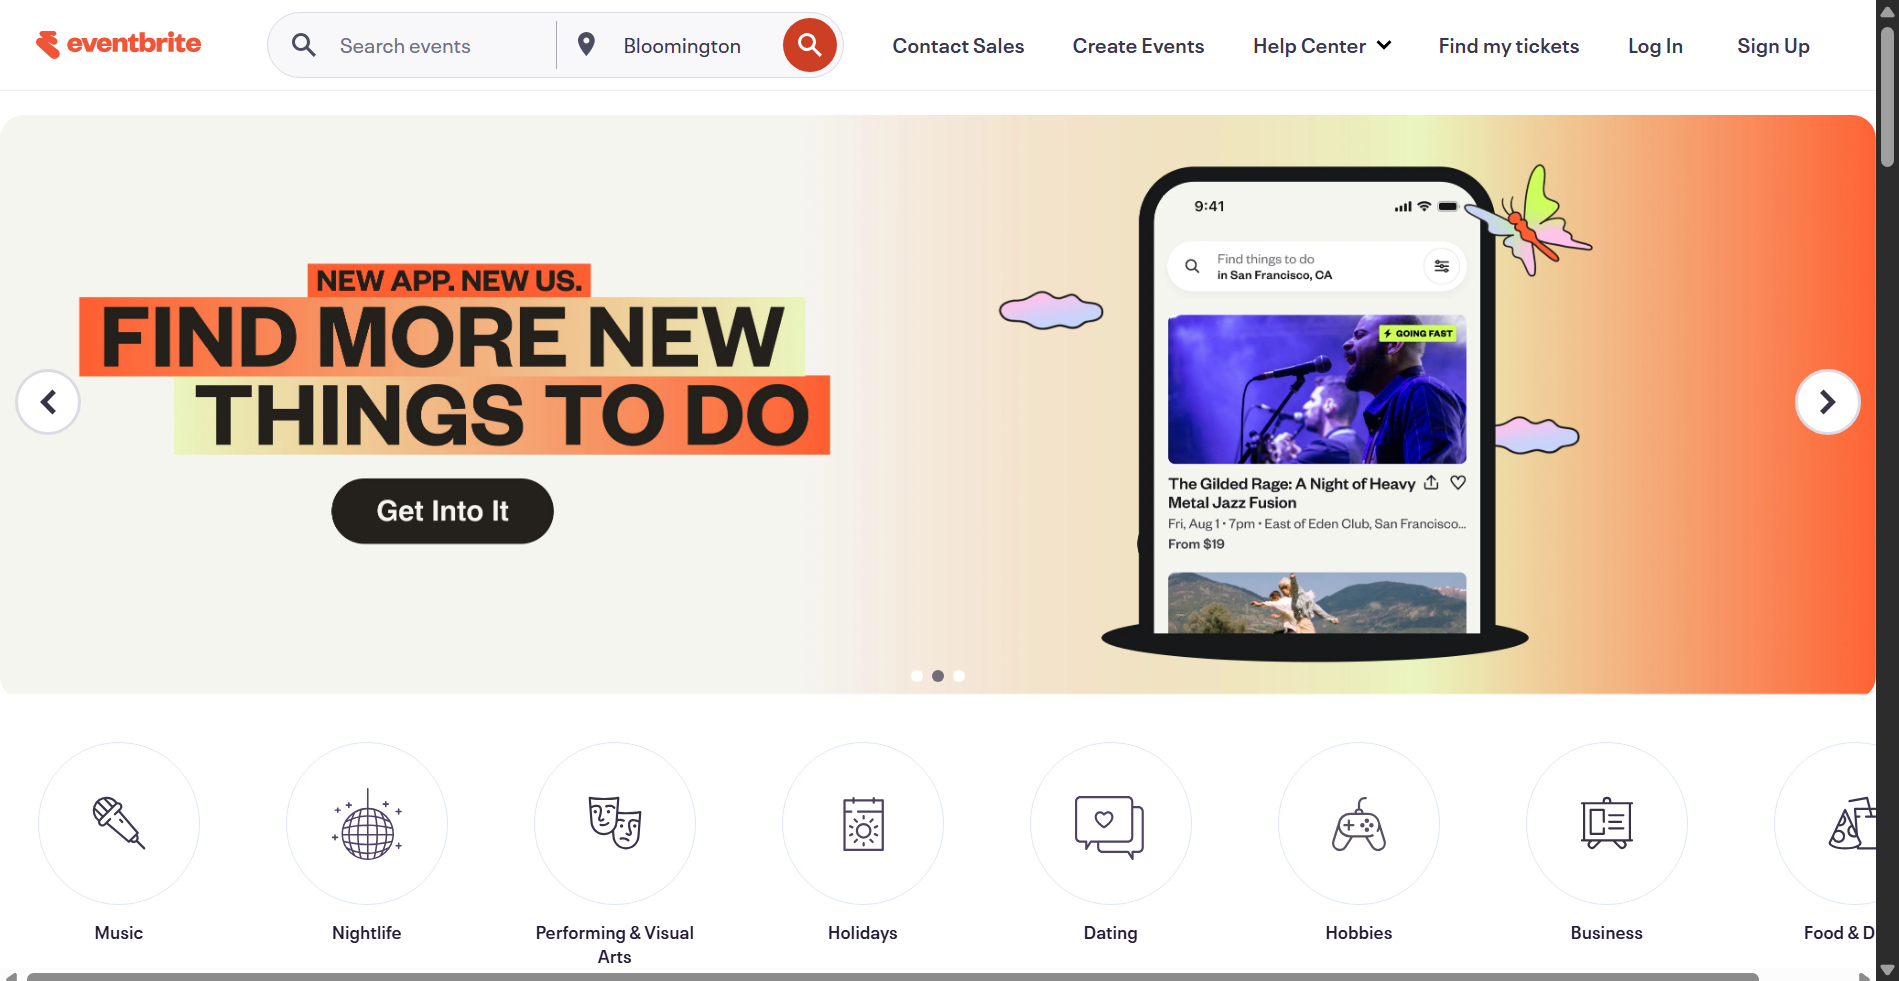 eventbrite
Search events
Bloomington
Contact Sales
Create Events
Help Center
Find my tickets
Log In
Sign Up
NEW APP. NEW US.
FIND MORE NEW
THINGS TO DO
Get Into It
9:41
Find things to do
in San Francisco, CA
GOING FAST
The Gilded Rage: A Night of Heavy
Metal Jazz Fusion
Fri, Aug 1 • 7pm • East of Eden Club, San Francisco...
From $19
Music
Nightlife
Performing & Visual
Arts
Holidays
Dating
Hobbies
Business
Food & D